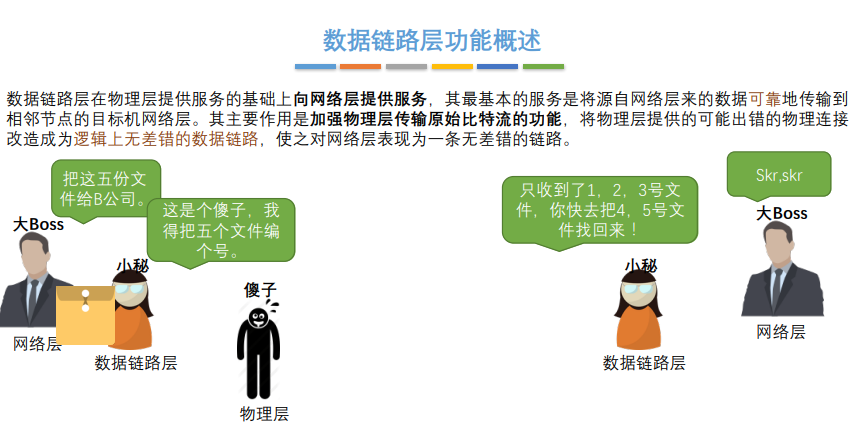 数据链路层功能概述
数据链路层在物理层提供服务的基础上向网络层提供服务，其最基本的服务是将源自网络层来的数据可靠地传输到
相邻节点的目标机网络层。其主要作用是加强物理层传输原始比特流的功能，将物理层提供的可能出错的物理连接
改造成为逻辑上无差错的数据链路，使之对网络层表现为一条无差错的链路。
把这五份文
件给B公司。
大Boss
网络层
这是个傻子，我
得把五个文件编
个号。
小秘
数据链路层
傻子
物理层
只收到了1，2，3号文
件，你快去把4，5号文
件找回来！
小秘
数据链路层
Skr,skr
大Boss
网络层